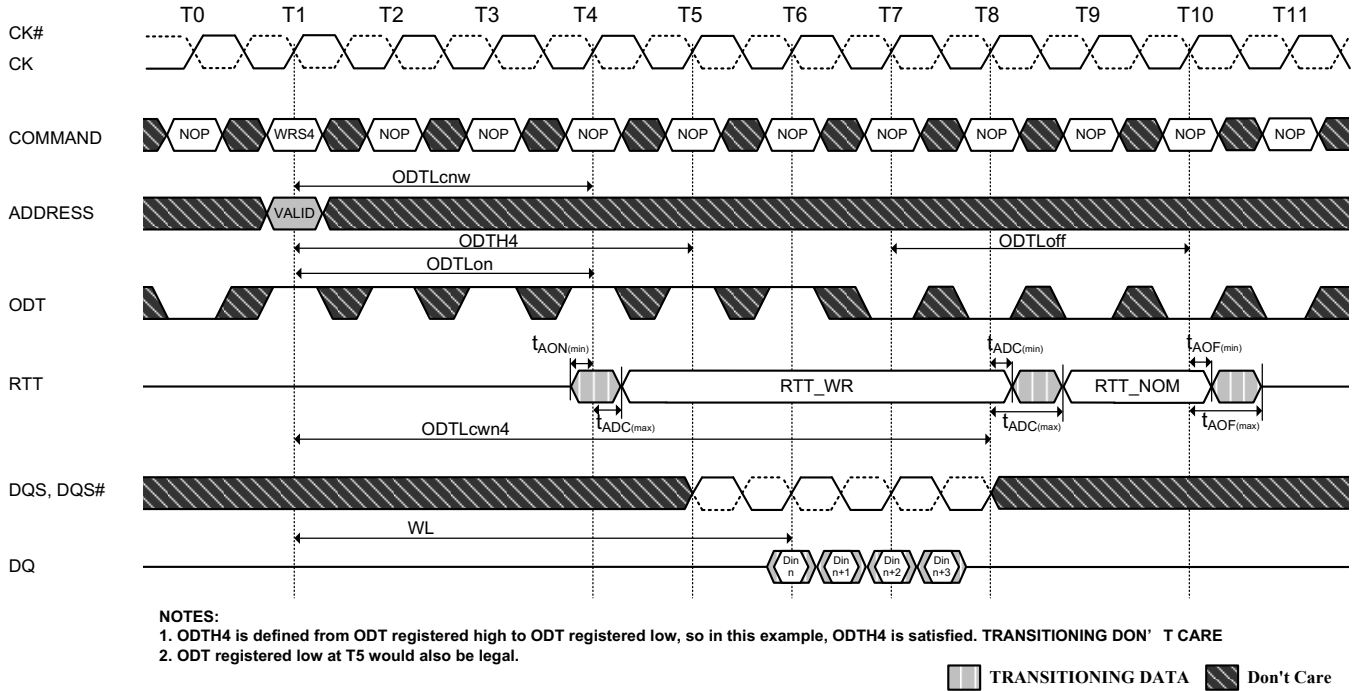 T0 T1 T2 T3 T4 T5 T6 T7 T8 T9 T10 T11
CK#
CK
COMMAND NOP WRS4 NOP NOP NOP NOP NOP NOP NOP NOP NOP NOP
ODTLcnw
ADDRESS VALID
ODTH4 ODTLoff
ODTLon
ODT
tAON(min) tADC(min) tAOF(min)
RTT RTT_WR RTT_NOM
tADC(max) tADC(max) tAOF(max)
ODTLcwn4
DQS, DQS#
WL
DQ Din n Din n+1 Din n+2 Din n+3
NOTES:
1. ODTH4 is defined from ODT registered high to ODT registered low, so in this example, ODTH4 is satisfied. TRANSITIONING DON’ T CARE
2. ODT registered low at T5 would also be legal.
TRANSITIONING DATA Don't Care